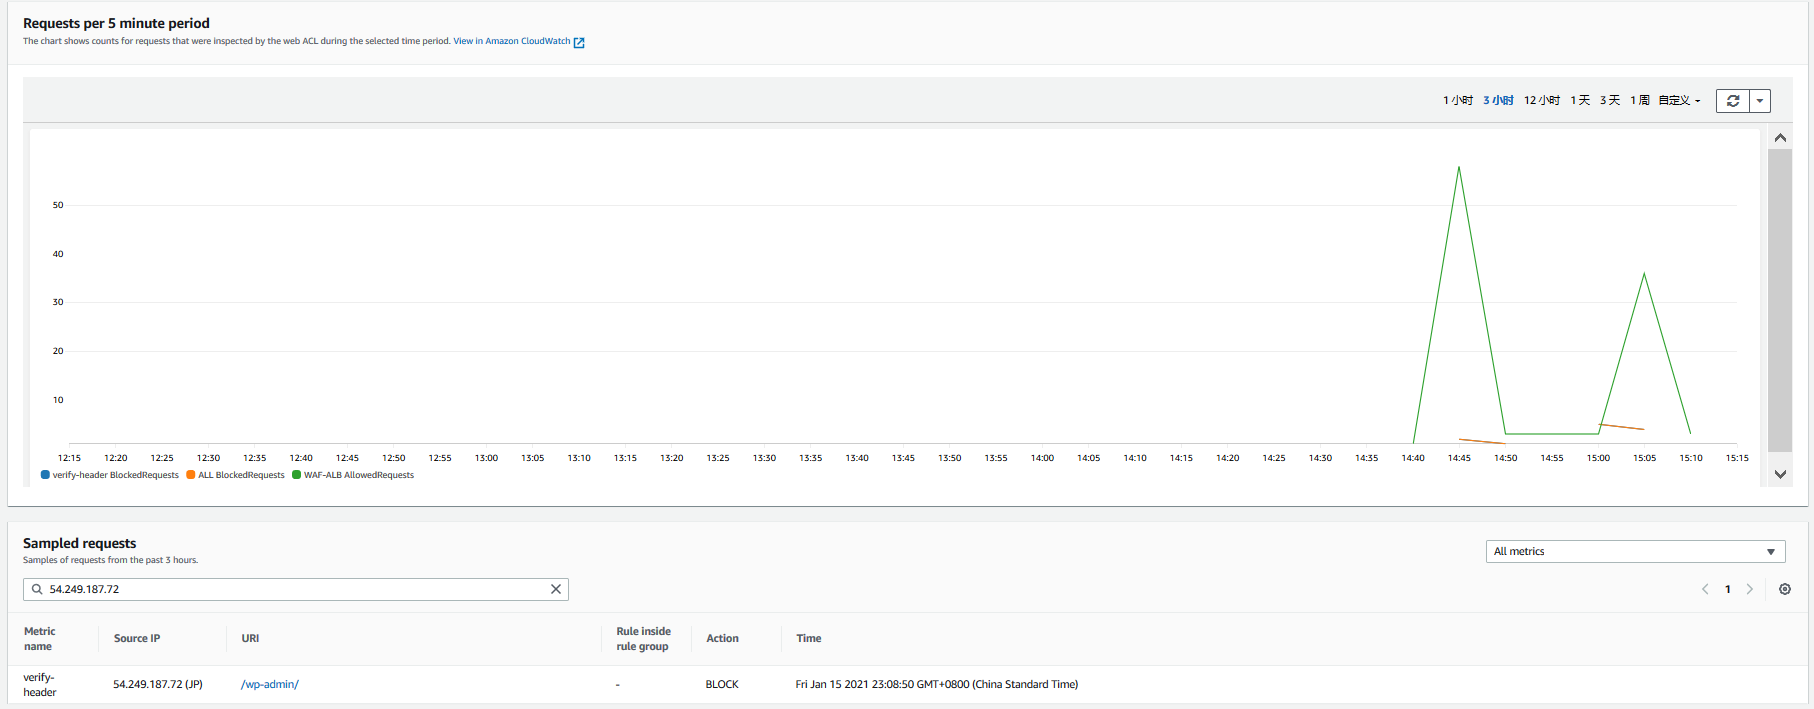 Requests per 5 minute period
The chart shows counts for requests that were inspected by the web ACL during the selected time period. View in Amazon CloudWatch
1 小时 3 小时 12 小时 1 天 3 天 1 周 自定义
50
40
30
20
10
12:15 12:20 12:25 12:30 12:35 12:40 12:45 12:50 12:55 13:00 13:05 13:10 13:15 13:20 13:25 13:30 13:35 13:40 13:45 13:50 13:55 14:00 14:05 14:10 14:15 14:20 14:25 14:30 14:35 14:40 14:45 14:50 14:55 15:00 15:05 15:10 15:15
verify-header BlockedRequests ALL BlockedRequests WAF-ALB AllowedRequests
Sampled requests
Samples of requests from the past 3 hours.
All metrics
54.249.187.72
1
Metric name Source IP URI Rule inside rule group Action Time
verify-header 54.249.187.72 (JP) /wp-admin/ - BLOCK Fri Jan 15 2021 23:08:50 GMT+0800 (China Standard Time)